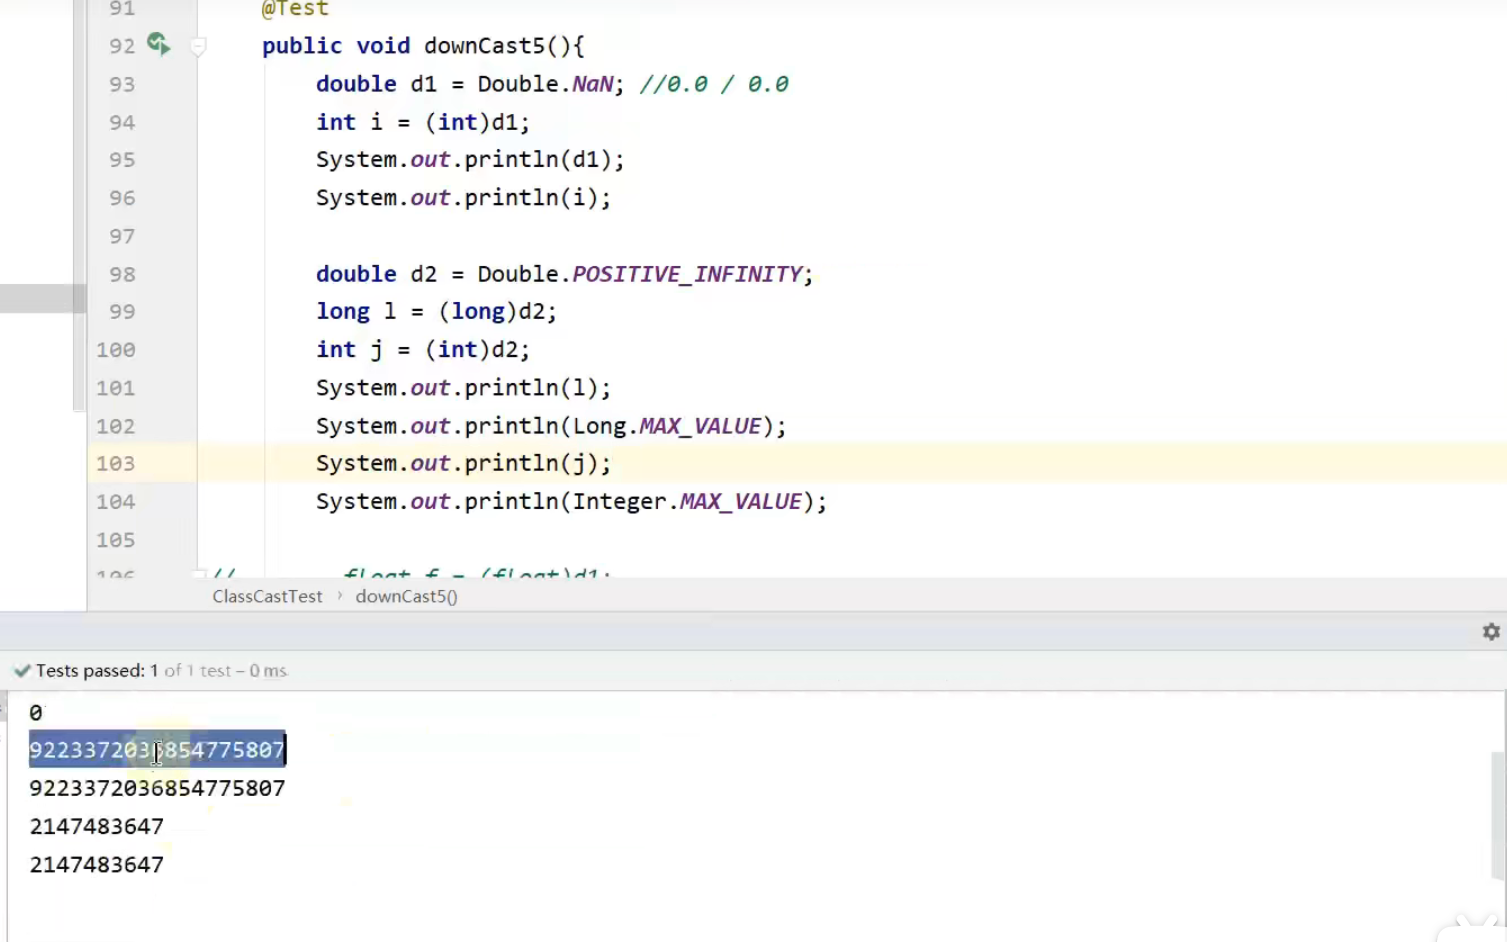 91 @Test
92 public void downCast5(){
93 double d1 = Double.NaN; //0.0 / 0.0
94 int i = (int)d1;
95 System.out.println(d1);
96 System.out.println(i);
97
98 double d2 = Double.POSITIVE_INFINITY;
99 long l = (long)d2;
100 int j = (int)d2;
101 System.out.println(l);
102 System.out.println(Long.MAX_VALUE);
103 System.out.println(j);
104 System.out.println(Integer.MAX_VALUE);
105
106 // float f = (float)d1;
ClassCastTest › downCast5()
Tests passed: 1 of 1 test – 0 ms
0
9223372036854775807
9223372036854775807
2147483647
2147483647